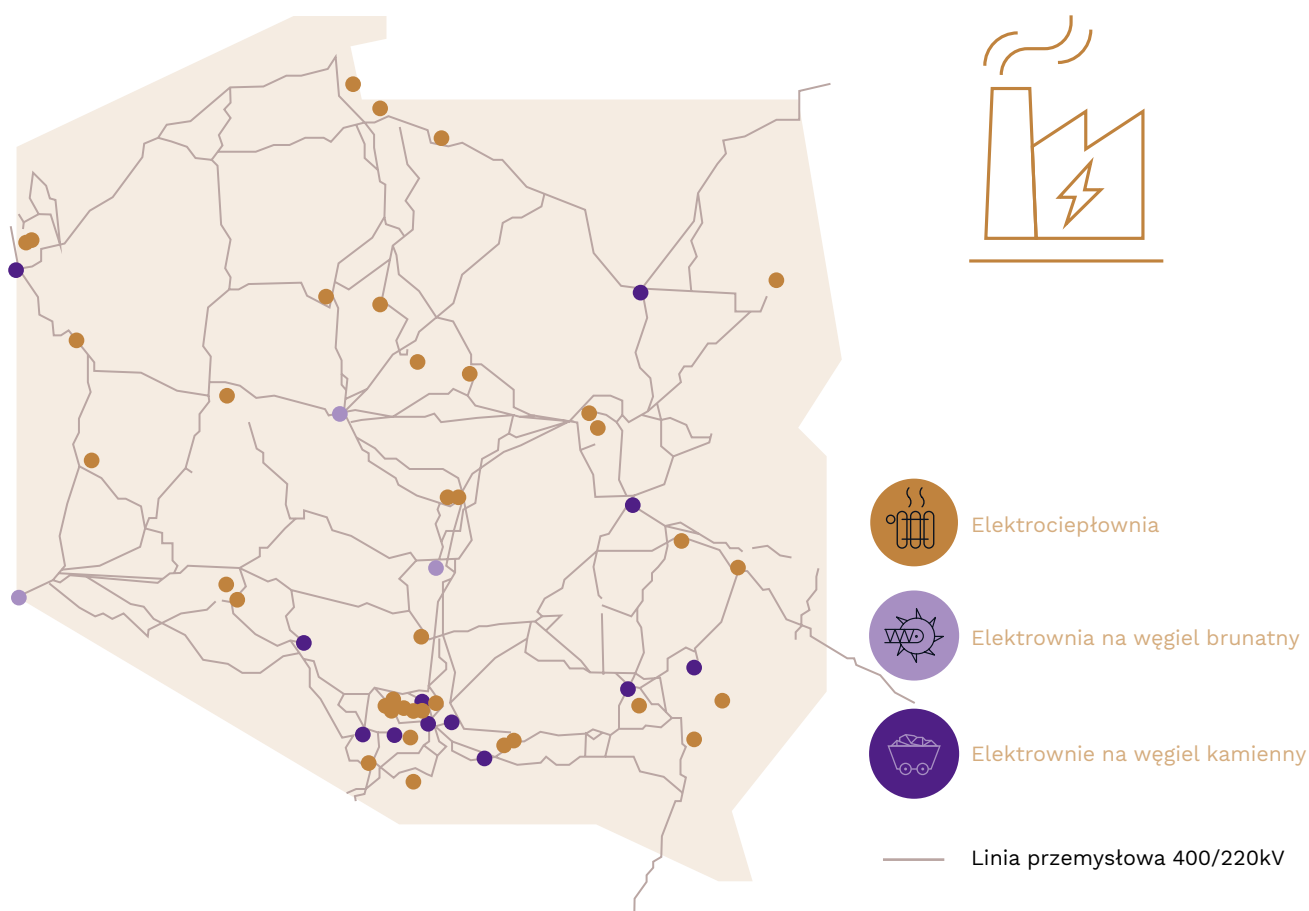 Elektrociepłownia
Elektrownia na węgiel brunatny
Elektrownie na węgiel kamienny
Linia przemysłowa 400/220kV